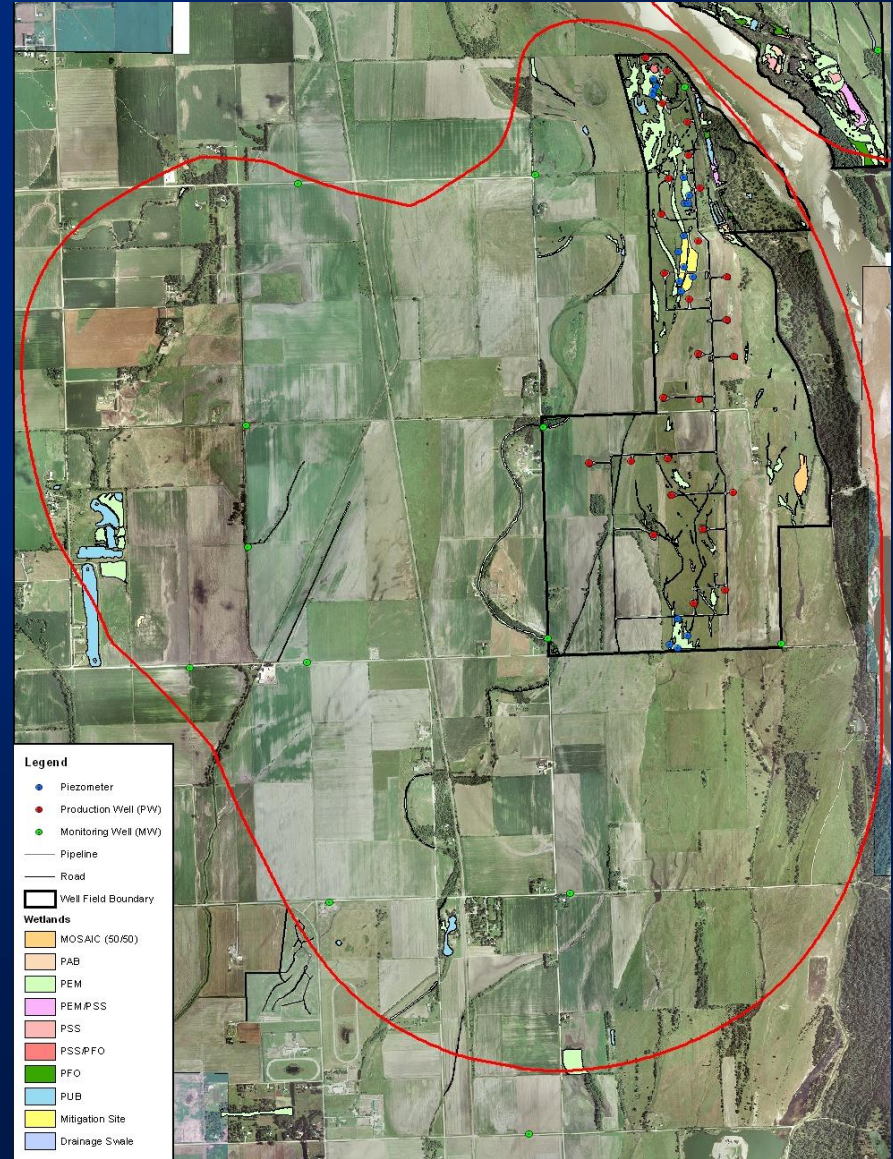 Legend
Piezometer
Production Well (PW)
Monitoring Well (MW)
Pipeline
Road
Well Field Boundary
Wetlands
MOSAIC (50/50)
PAB
PEM
PEM/PSS
PSS
PSS/PFO
PFO
PUB
Mitigation Site
Drainage Swale